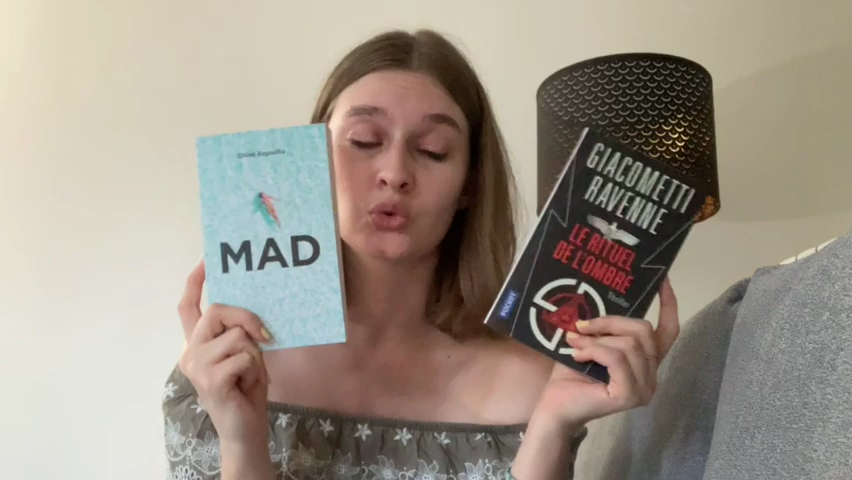 MAD
GIACOMETTI
RAVENNE
LE RITUEL
DE L'OMBRE
Thriller
POCKET